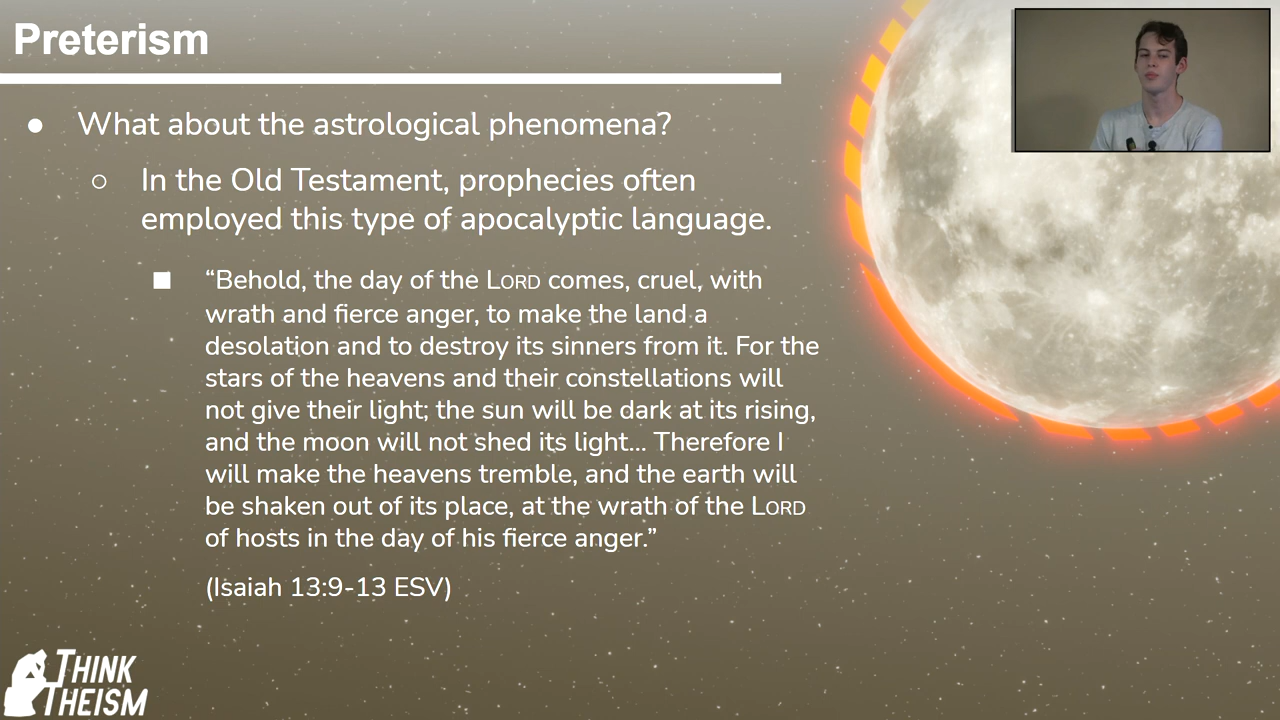 Preterism
● What about the astrological phenomena?
○ In the Old Testament, prophecies often
employed this type of apocalyptic language.
■ “Behold, the day of the LORD comes, cruel, with
wrath and fierce anger, to make the land a
desolation and to destroy its sinners from it. For the
stars of the heavens and their constellations will
not give their light; the sun will be dark at its rising,
and the moon will not shed its light... Therefore I
will make the heavens tremble, and the earth will
be shaken out of its place, at the wrath of the LORD
of hosts in the day of his fierce anger.”
(Isaiah 13:9-13 ESV)
THINK
THEISM